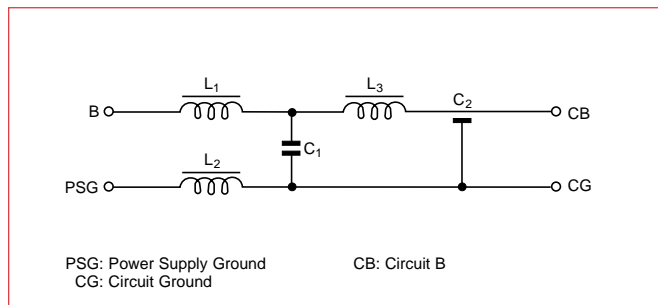 L1
L3
C2
B
CB
C1
L2
PSG
CG
PSG: Power Supply Ground
CB: Circuit B
CG: Circuit Ground